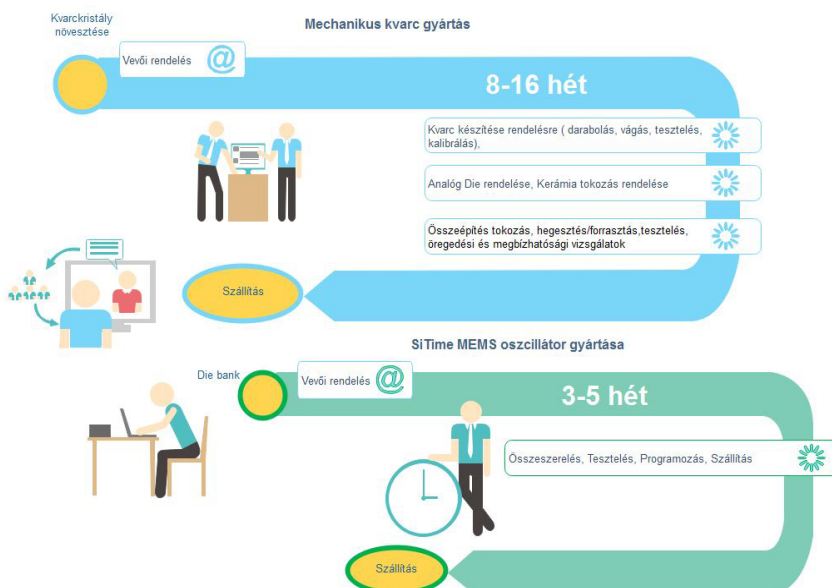 Kvarckristály
növesztése
Mechanikus kvarc gyártás
Vevői rendelés @
8-16 hét
Kvarc készítése rendelésre ( darabolás, vágás, tesztelés,
kalibrálás),
Analóg Die rendelése, Kerámia tokozás rendelése
Összeépítés tokozás, hegesztés/forrasztás,tesztelés,
öregedési és megbízhatósági vizsgálatok
Szállítás
SiTime MEMS oszcillátor gyártása
Die bank
Vevői rendelés @
3-5 hét
Összeszerelés, Tesztelés, Programozás, Szállítás
Szállítás